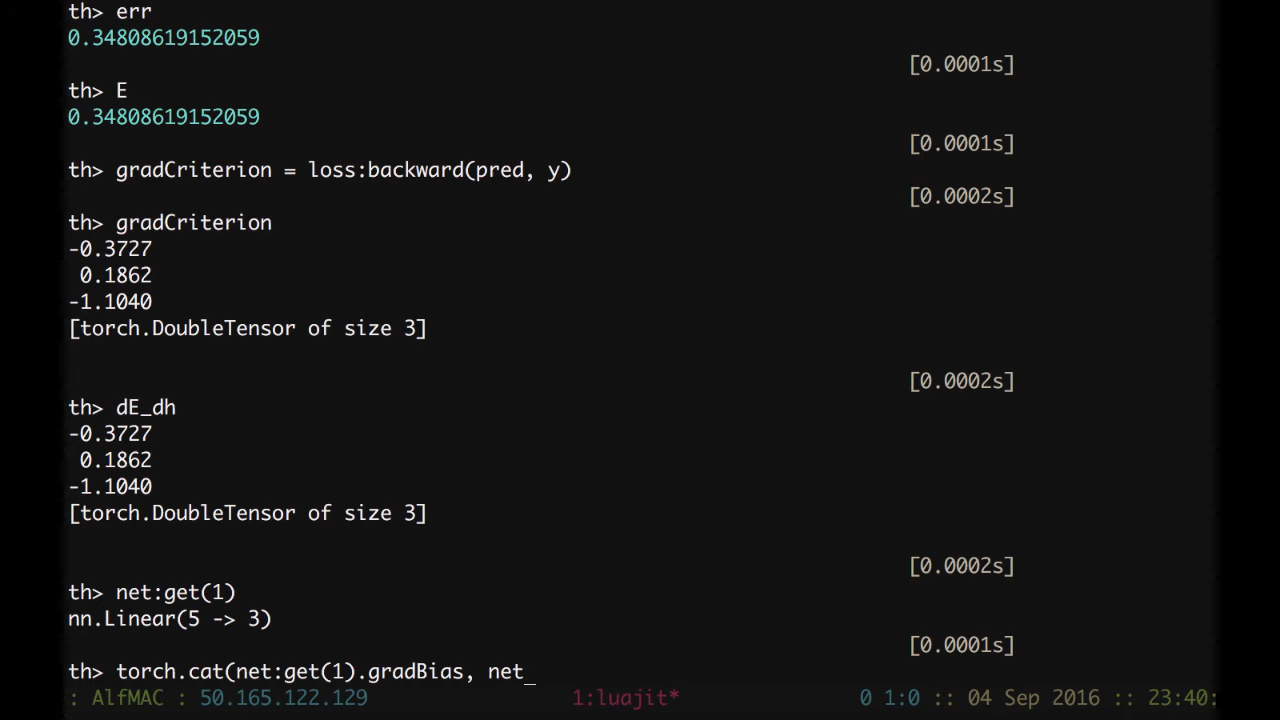 th> err
0.34808619152059
[0.0001s]
th> E
0.34808619152059
[0.0001s]
th> gradCriterion = loss:backward(pred, y)
[0.0002s]
th> gradCriterion
-0.3727
0.1862
-1.1040
[torch.DoubleTensor of size 3]
[0.0002s]
th> dE_dh
-0.3727
0.1862
-1.1040
[torch.DoubleTensor of size 3]
[0.0002s]
th> net:get(1)
nn.Linear(5 -> 3)
[0.0001s]
th> torch.cat(net:get(1).gradBias, net_
: AlfMAC : 50.165.122.129 1:luajit* 0 1:0 :: 04 Sep 2016 :: 23:40: